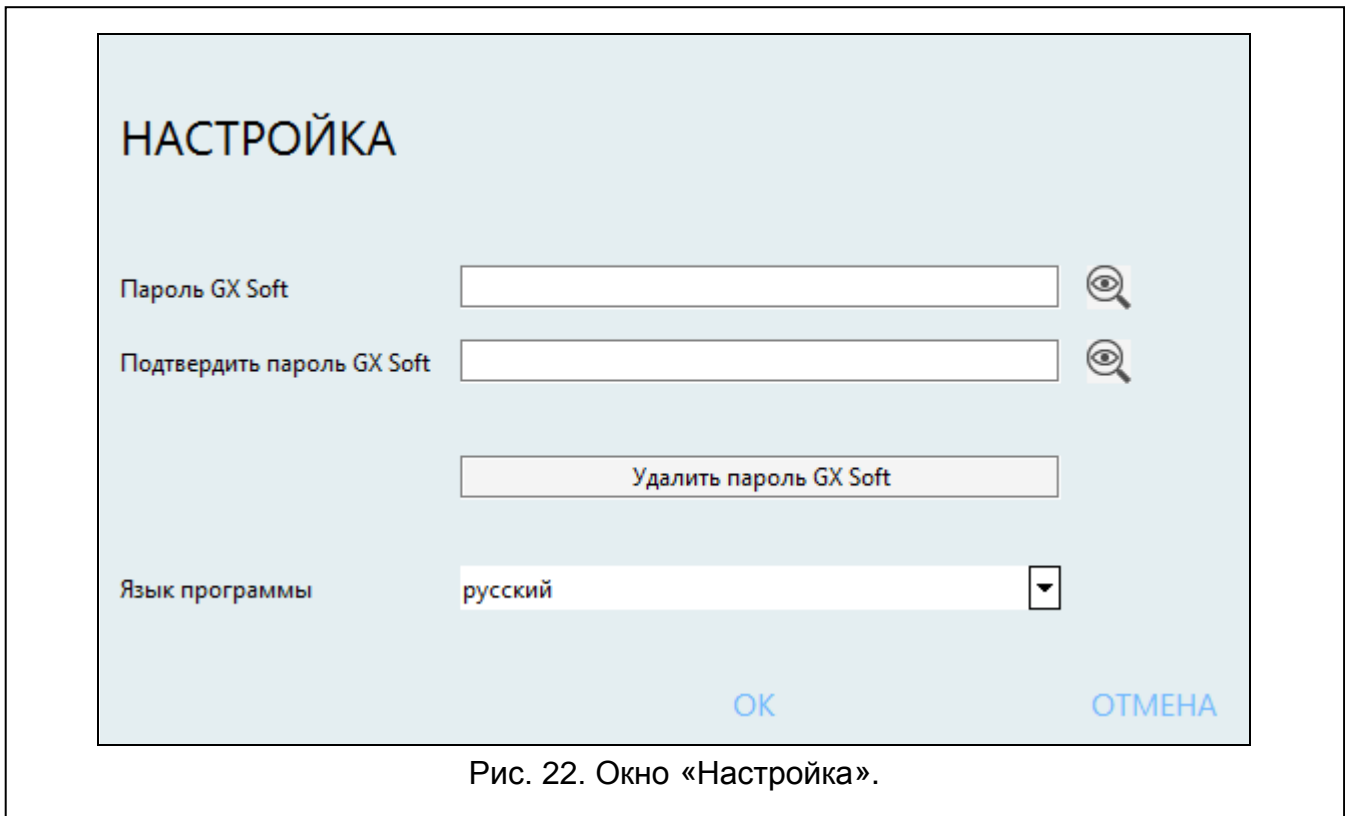 НАСТРОЙКА
Пароль GX Soft
Подтвердить пароль GX Soft
Удалить пароль GX Soft
Язык программы русский
ОК ОТМЕНА
Рис. 22. Окно «Настройка».